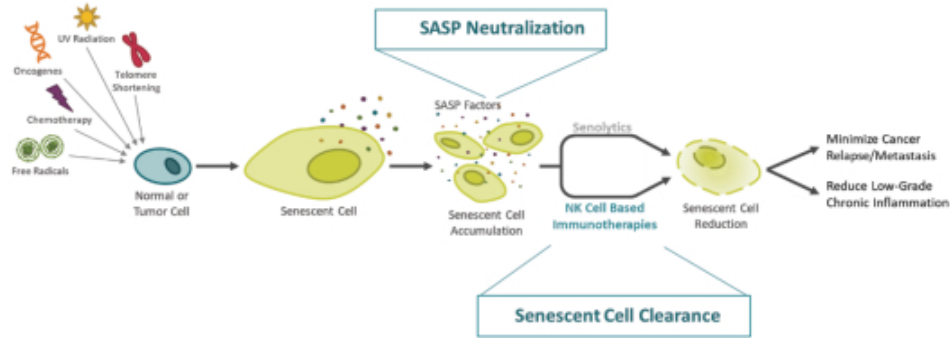 SASP Neutralization
UV Radiation
Oncogenes
Telomere
Shortening
Chemotherapy
Free Radicals
Normal or
Tumor Cell
Senescent Cell
SASP Factors
Senescent Cell
Accumulation
Senolytics
NK Cell Based
Immunotherapies
Senescent Cell
Reduction
Minimize Cancer
Relapse/Metastasis
Reduce Low-Grade
Chronic Inflammation
Senescent Cell Clearance